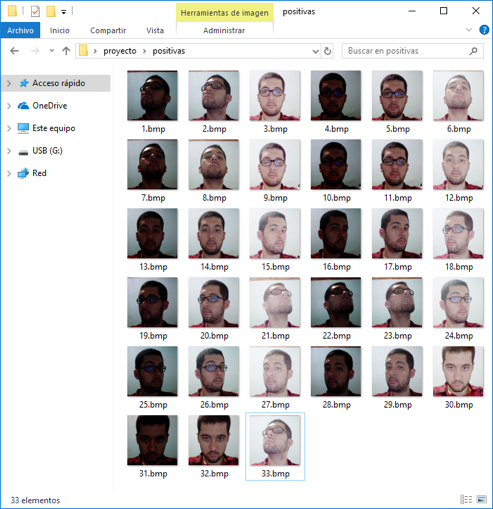 Herramientas de imagen
positivas
Archivo
Inicio
Compartir
Vista
Administrar
proyecto
positivas
Buscar en positivas
Acceso rápido
OneDrive
Este equipo
USB (G:)
Red
1.bmp
2.bmp
3.bmp
4.bmp
5.bmp
6.bmp
7.bmp
8.bmp
9.bmp
10.bmp
11.bmp
12.bmp
13.bmp
14.bmp
15.bmp
16.bmp
17.bmp
18.bmp
19.bmp
20.bmp
21.bmp
22.bmp
23.bmp
24.bmp
25.bmp
26.bmp
27.bmp
28.bmp
29.bmp
30.bmp
31.bmp
32.bmp
33.bmp
33 elementos